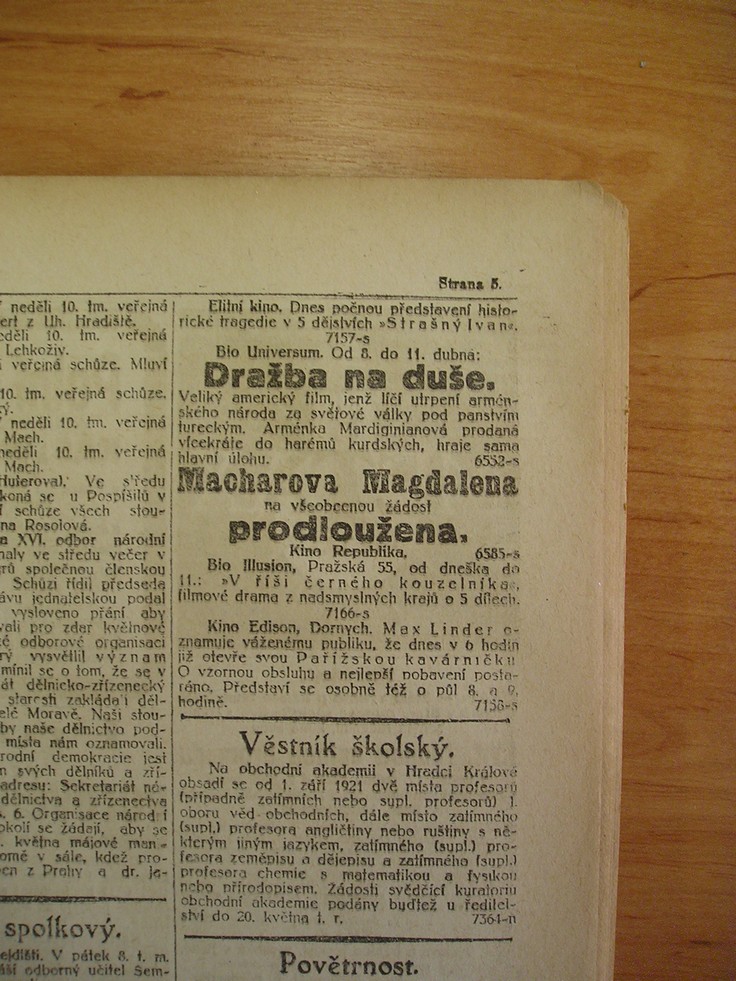 Strana 5.
neděli 10. tm. veřejná
z Uh. Hradiště.
neděli 10. tm. veřejná
Lehkoživ.
veřejná schůze. Mluví
10. tm. veřejná schůze.
neděli 10. tm. veřejná
Mach.
neděli 10. tm. veřejná
Mach.
Ve středu
koná se u Pospíšilů v
schůze všech stou-
na Rosolová.
XVI. odbor národní
ve středu večer v
společnou členskou
Schůzi řídil předseda
jednatelskou podal
vysloveno přání aby
pro zdar květnové
odborové organisaci
vysvětlil význam
se o tom, že se v
dělnicko-zřízenecký
starosti zakládati děl-
Moravě. Naši stou-
by naše dělnictvo pod-
místa nám oznamovali.
demokracie jest
svých dělníků a zří-
adresu: Sekretariát ná-
dělnictva a zřízenectva
6. Organisace národní
okolí se žádají, aby se
května májové man-
v sále, kdež pro-
z Prahy a dr. Ja-
spolkový.
V pátek 8. t. m.
odborný učitel Sem-
Elitní kino. Dnes počnou představení histo-
rické tragedie v 5 dějstvích »Strašný Ivan«.
7157-s
Bio Universum. Od 8. do 11. dubna:
Dražba na duše.
Veliký americký film, jenž líčí utrpení armén-
ského národa za světové války pod panstvím
tureckým. Arménka Mardiginianová prodaná
vícekráte do harémů kurdských, hraje sama
hlavní úlohu. 6552-s
Macharova Magdalena
na všeobecnou žádost
prodloužena.
Kino Republika. 6585-s
Bio Illusion, Pražská 55, od dneška do
11.: »V říši černého kouzelníka«,
filmové drama z nadsmyslných krajů o 5 dílech.
7166-s
Kino Edison, Dornych. Max Linder o-
znamuje váženému publiku, že dnes v 6 hodin
již otevře svou Pařížskou kavárničku
O vzornou obsluhu a nejlepší pobavení posta-
ráno. Představí se osobně též o půl 8. a 9.
hodině. 7158-s
Věstník školský.
Na obchodní akademii v Hradci Králové
obsadí se od 1. září 1921 dvě místa profesorů
(případně zatímních nebo supl. profesorů) 1.
oboru věd obchodních, dále místo zatímného
(supl.) profesora angličtiny nebo ruštiny s ně-
kterým jiným jazykem, zatímného (supl.) pro-
fesora zeměpisu a dějepisu a zatímného (supl.)
profesora chemie s matematikou a fysikou
nebo přírodopisem. Žádosti svědčící kuratoriu
obchodní akademie podány buďtež u ředitel-
ství do 20. května t. r. 7364-n
Povětrnost.